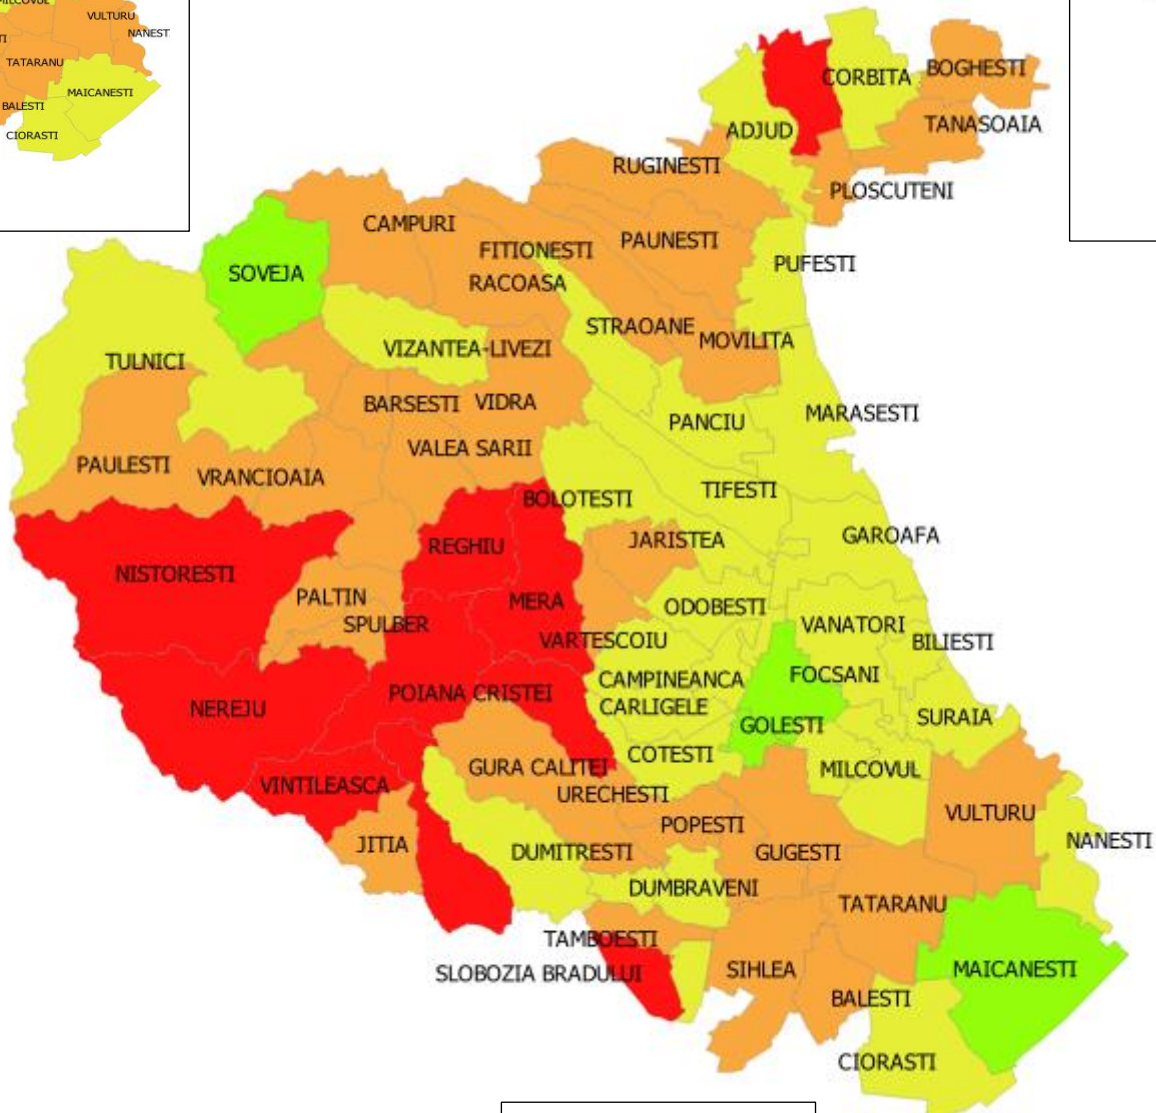 MILCOVUL
VULTURU
NANEST
TI
TATARANU
MAICANESTI
BALESTI
CIORASTI
CORBITA
BOGHESTI
ADJUD
TANASOAIA
RUGINESTI
PLOSCUTENI
CAMPURI
FITIONESTI
PAUNESTI
PUFESTI
SOVEJA
RACOASA
STRAOANE
MOVILITA
VIZANTEA-LIVEZI
TULNICI
BARSESTI
VIDRA
MARASESTI
PANCIU
VALEA SARII
PAULESTI
VRANCIOAIA
TIFESTI
BOLOTESTI
GAROAFA
JARISTEA
REGHIU
NISTORESTI
PALTIN
MERA
ODOBESTI
SPULBER
VANATORI
VARTESCOIU
BILIESTI
CAMPINEANCA
FOCSANI
POIANA CRISTEI
CARLIGELE
NEREJU
GOLESTI
SURAIA
COTESTI
GURA CALITEI
MILCOVUL
VINTILEASCA
URECHESTI
VULTURU
POPESTI
NANESTI
JITIA
DUMITRESTI
GUGESTI
DUMBRAVENI
TATARANU
TAMBOESTI
SLOBOZIA BRADULUI
SIHLEA
MAICANESTI
BALESTI
CIORASTI